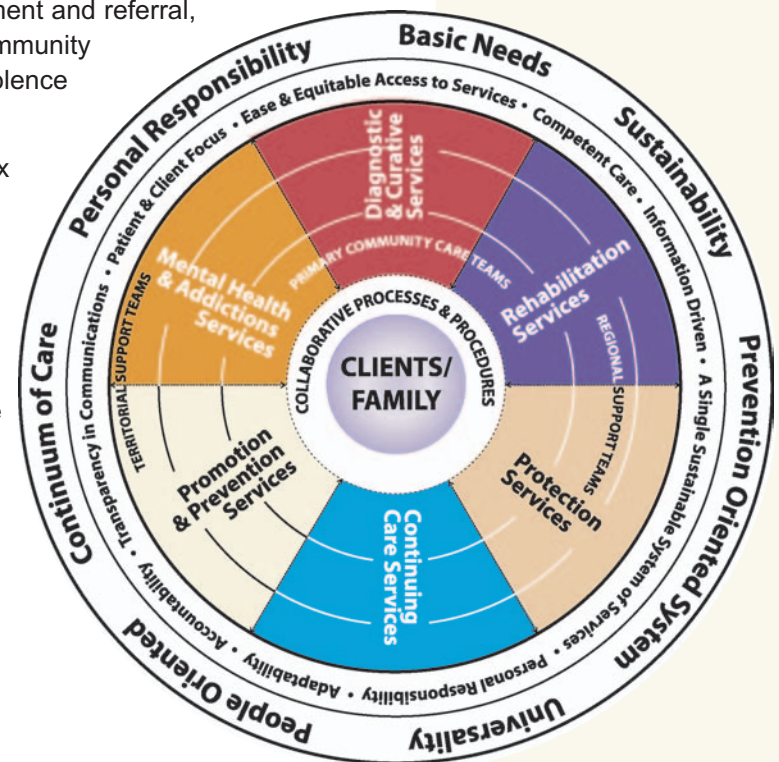 ment and referral,
mmunity
olence
x
e
Personal Responsibility
Basic Needs
Sustainability
Prevention Oriented System
Universality
People Oriented
Continuum of Care
• Patient & Client Focus • Ease & Equitable Access to Services • Competent Care • Information Driven • A Single Sustainable System of Services • Personal Responsibility • Adaptability • Accountability • Transparency in Communications
Diagnostic
& Curative
Services
Rehabilitation
Services
Protection
Services
Continuing
Care Services
Promotion
& Prevention
Services
Mental Health
& Addictions
Services
PRIMARY COMMUNITY CARE TEAMS
REGIONAL SUPPORT TEAMS
TERRITORIAL SUPPORT TEAMS
COLLABORATIVE PROCESSES & PROCEDURES
CLIENTS/
FAMILY